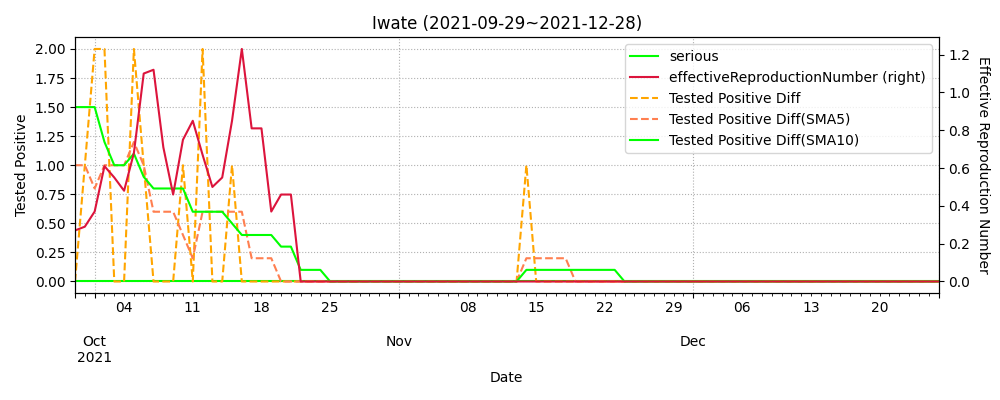 Iwate (2021-09-29~2021-12-28)
serious
effectiveReproductionNumber (right)
Tested Positive Diff
Tested Positive Diff(SMA5)
Tested Positive Diff(SMA10)
Tested Positive
2.00
1.75
1.50
1.25
1.00
0.75
0.50
0.25
0.00
Effective Reproduction Number
1.2
1.0
0.8
0.6
0.4
0.2
0.0
04 11 18 25 08 15 22 29 06 13 20
Oct Nov Dec
2021
Date